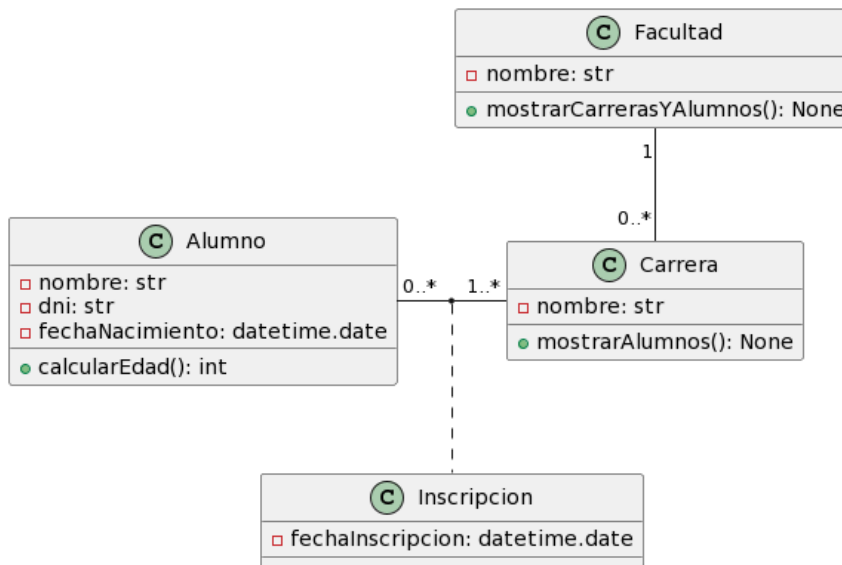 C Facultad
nombre: str
mostrarCarrerasYAlumnos(): None
1
0..*
C Alumno
nombre: str
dni: str
fechaNacimiento: datetime.date
calcularEdad(): int
0..*
1..*
C Carrera
nombre: str
mostrarAlumnos(): None
C Inscripcion
fechaInscripcion: datetime.date